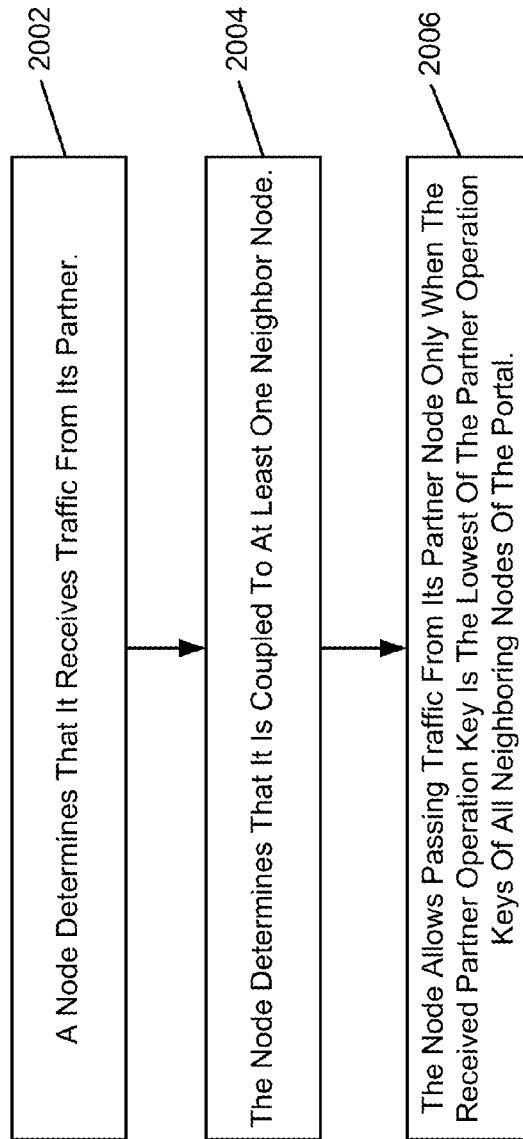 A Node Determines That It Receives Traffic From Its Partner.
2002
The Node Determines That It Is Coupled To At Least One Neighbor Node.
2004
The Node Allows Passing Traffic From Its Partner Node Only When The
Received Partner Operation Key Is The Lowest Of The Partner Operation
Keys Of All Neighboring Nodes Of The Portal.
2006